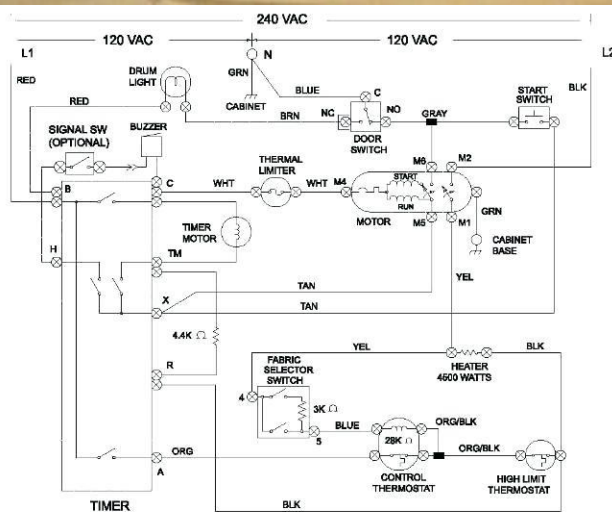 240 VAC
120 VAC
120 VAC
L1
N
L2
RED
DRUM
LIGHT
GRN
BLUE
C
BLK
START
SWITCH
RED
CABINET
BRN
NC
NO
GRAY
DOOR
SWITCH
SIGNAL SW
(OPTIONAL)
BUZZER
THERMAL
LIMITER
M6
M2
B
C
WHT
WHT
M4
START
RUN
MOTOR
M5
M1
GRN
TIMER
MOTOR
CABINET
BASE
H
TM
YEL
TAN
X
TAN
4.4K Ω
FABRIC
SELECTOR
SWITCH
YEL
BLK
HEATER
4500 WATTS
R
4
3K Ω
BLUE
5
ORG/BLK
28K Ω
ORG/BLK
ORG
A
CONTROL
THERMOSTAT
HIGH LIMIT
THERMOSTAT
BLK
TIMER